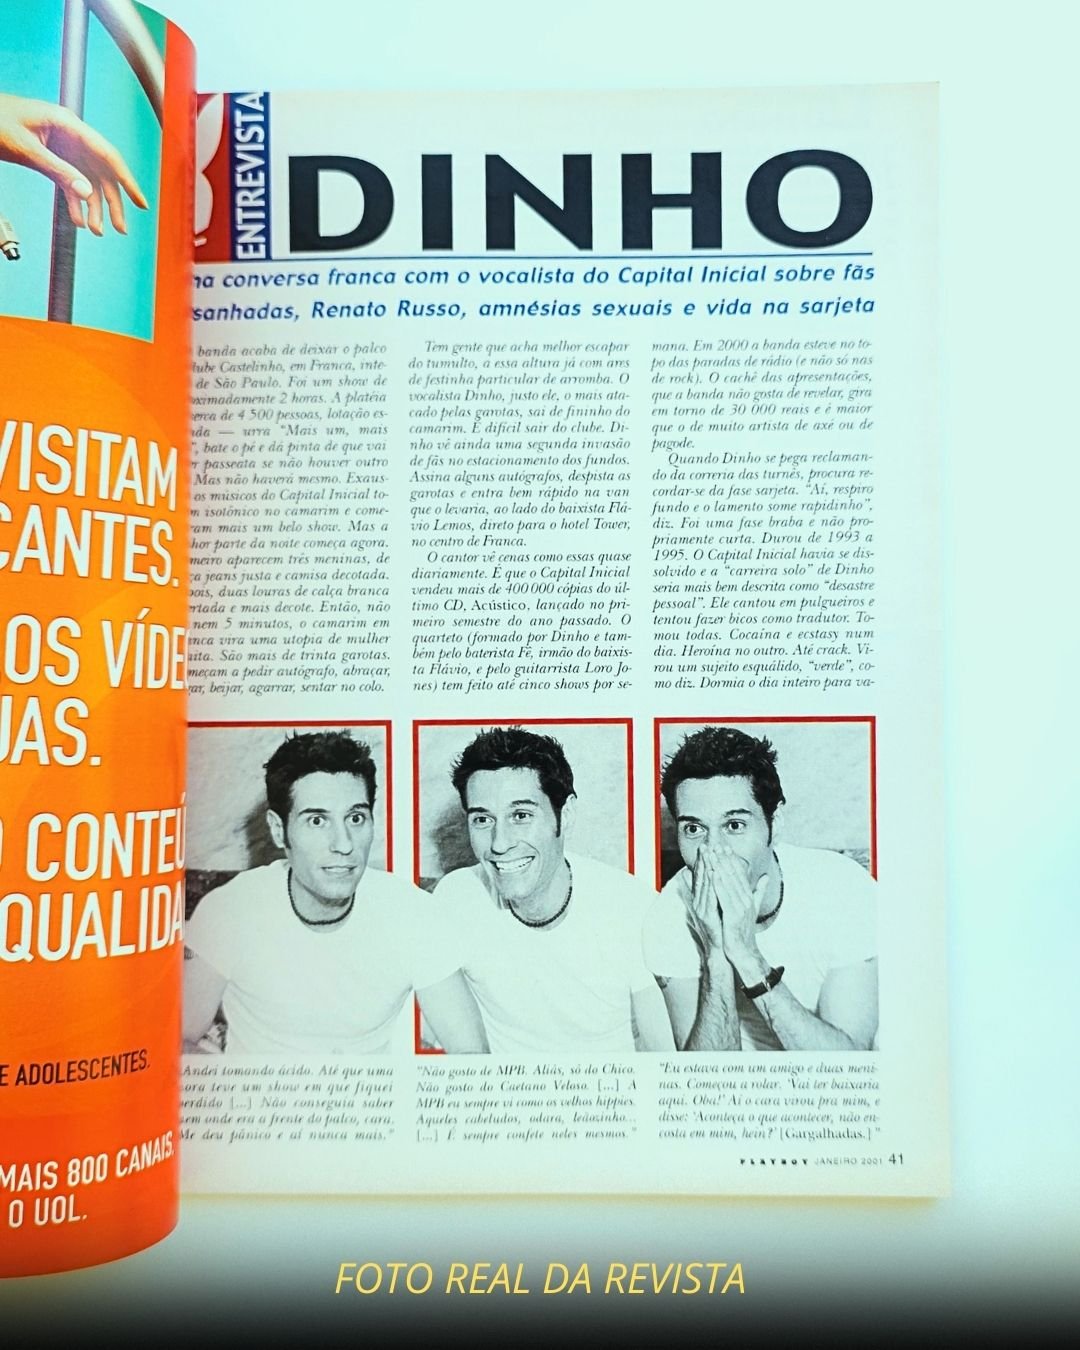 VISITAM
CANTES.
OS VÍDE
UAS.
CONTEÚ
QUALIDA
E ADOLESCENTES.
MAIS 800 CANAIS.
O UOL.
ENTREVISTA
DINHO
na conversa franca com o vocalista do Capital Inicial sobre fãs
sanhadas, Renato Russo, amnésias sexuais e vida na sarjeta
banda acaba de deixar o palco
lube Castelinho, em Franca, inte-
de São Paulo. Foi um show de
oximadamente 2 horas. A platéia
erca de 4 500 pessoas, lotação es-
da — urra "Mais um, mais
", bate o pé e dá pinta de que vai
r passeata se não houver outro
Mas não haverá mesmo. Exaus-
os músicos do Capital Inicial to-
m isotônico no camarim e come-
ram mais um belo show. Mas a
hor parte da noite começa agora.
meiro aparecem três meninas, de
ça jeans justa e camisa decotada.
ois, duas louras de calça branca
ertada e mais decote. Então, não
nem 5 minutos, o camarim em
anca vira uma utopia de mulher
nita. São mais de trinta garotas.
meçam a pedir autógrafo, abraçar,
gar, beijar, agarrar, sentar no colo.
Tem gente que acha melhor escapar
do tumulto, a essa altura já com ares
de festinha particular de arromba. O
vocalista Dinho, justo ele, o mais ata-
cado pelas garotas, sai de fininho do
camarim. É difícil sair do clube. Di-
nho vê ainda uma segunda invasão
de fãs no estacionamento dos fundos.
Assina alguns autógrafos, despista as
garotas e entra bem rápido na van
que o levaria, ao lado do baixista Flá-
vio Lemos, direto para o hotel Tower,
no centro de Franca.
O cantor vê cenas como essas quase
diariamente. É que o Capital Inicial
vendeu mais de 400 000 cópias do úl-
timo CD, Acústico, lançado no pri-
meiro semestre do ano passado. O
quarteto (formado por Dinho e tam-
bém pelo baterista Fê, irmão do baixis-
ta Flávio, e pelo guitarrista Loro Jo-
nes) tem feito até cinco shows por se-
mana. Em 2000 a banda esteve no to-
po das paradas de rádio (e não só nas
de rock). O cachê das apresentações,
que a banda não gosta de revelar, gira
em torno de 30 000 reais e é maior
que o de muito artista de axé ou de
pagode.
Quando Dinho se pega reclaman-
do da correria das turnês, procura re-
cordar-se da fase sarjeta. "Aí, respiro
fundo e o lamento some rapidinho",
diz. Foi uma fase braba e não pro-
priamente curta. Durou de 1993 a
1995. O Capital Inicial havia se dis-
solvido e a "carreira solo" de Dinho
seria mais bem descrita como "desastre
pessoal". Ele cantou em pulgueiros e
tentou fazer bicos como tradutor. To-
mou todas. Cocaína e ecstasy num
dia. Heroína no outro. Até crack. Vi-
rou um sujeito esquálido, "verde", co-
mo diz. Dormia o dia inteiro para va-
Andei tomando ácido. Até que uma
ora teve um show em que fiquei
erdido [...] Não conseguia saber
em onde era a frente do palco, cara.
Me deu pânico e aí nunca mais."
"Não gosto de MPB. Aliás, só do Chico.
Não gosto do Caetano Veloso. [...] A
MPB eu sempre vi como os velhos hippies.
Aqueles cabeludos, odara, leãozinho...
[...] É sempre confete neles mesmos."
"Eu estava com um amigo e duas meni-
nas. Começou a rolar. 'Vai ter baixaria
aqui. Oba!' Aí o cara virou pra mim, e
disse: 'Aconteça o que acontecer, não en-
costa em mim, hein?' [Gargalhadas.]"
PLAYBOY JANEIRO 2001 41
FOTO REAL DA REVISTA